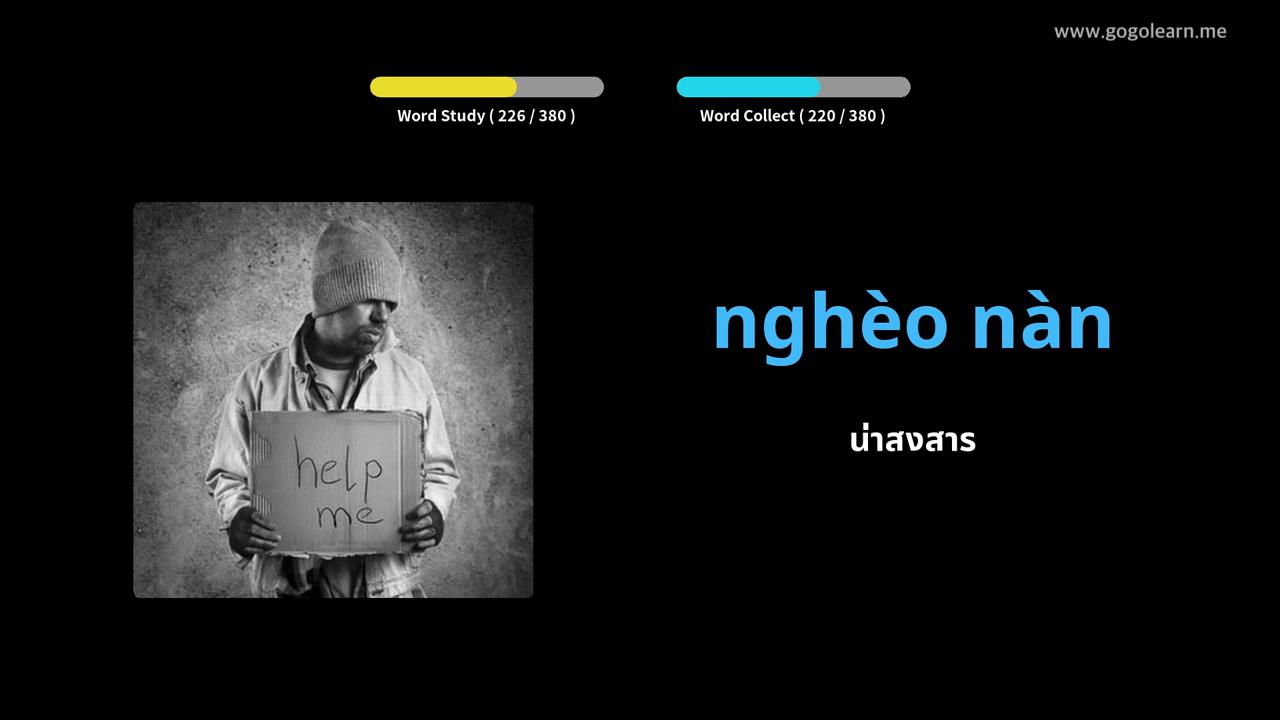 www.gogolearn.me
Word Study ( 226 / 380 )
Word Collect ( 220 / 380 )
help
me
nghèo nàn
น่าสงสาร